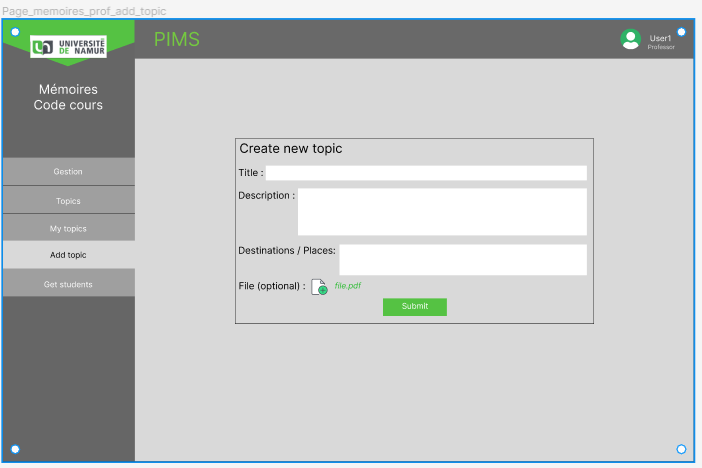 Page_memoires_prof_add_topic
UNIVERSITÉ
DE NAMUR
PIMS
User1
Professor
Mémoires
Code cours
Gestion
Topics
My topics
Add topic
Get students
Create new topic
Title :
Description :
Destinations / Places:
File (optional) : file.pdf
Submit